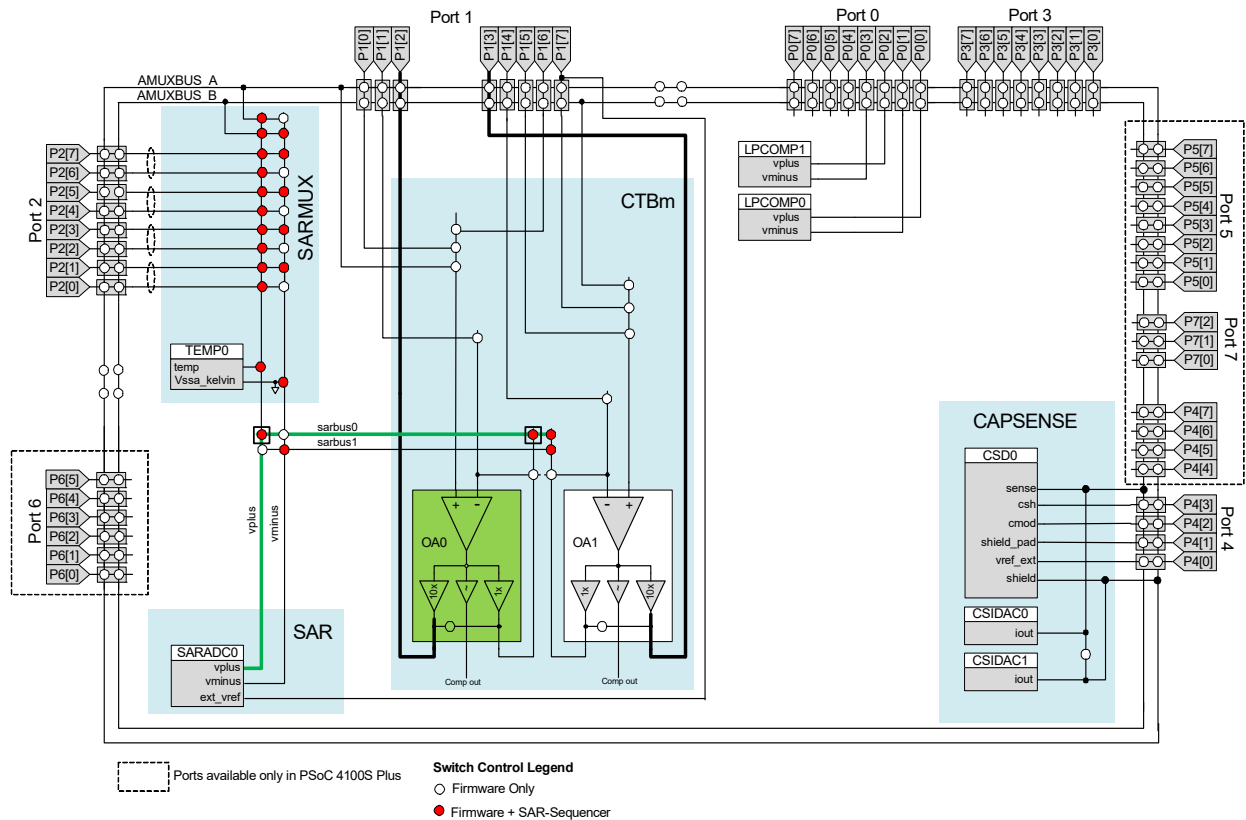 Port 1
Port 0
Port 3
P1[0]
P1[1]
P1[2]
P1[3]
P1[4]
P1[5]
P1[6]
P1[7]
P0[7]
P0[6]
P0[5]
P0[4]
P0[3]
P0[2]
P0[1]
P0[0]
P3[7]
P3[6]
P3[5]
P3[4]
P3[3]
P3[2]
P3[1]
P3[0]
AMUXBUS_A
AMUXBUS_B
Port 2
P2[7]
P2[6]
P2[5]
P2[4]
P2[3]
P2[2]
P2[1]
P2[0]
SARMUX
TEMP0
temp
Vssa_kelvin
CTBm
LPCOMP1
vplus
vminus
LPCOMP0
vplus
vminus
P5[7]
P5[6]
P5[5]
P5[4]
P5[3]
P5[2]
P5[1]
P5[0]
Port 5
P7[2]
P7[1]
P7[0]
Port 7
P4[7]
P4[6]
P4[5]
P4[4]
P4[3]
P4[2]
P4[1]
P4[0]
Port 4
sarbus0
sarbus1
vplus
vminus
Port 6
P6[5]
P6[4]
P6[3]
P6[2]
P6[1]
P6[0]
+
-
OA0
10x
~
1x
Comp out
-
+
OA1
1x
~
10x
Comp out
CAPSENSE
CSD0
sense
csh
cmod
shield_pad
vref_ext
shield
CSIDAC0
iout
CSIDAC1
iout
SAR
SARADC0
vplus
vminus
ext_vref
Ports available only in PSoC 4100S Plus
Switch Control Legend
Firmware Only
Firmware + SAR-Sequencer